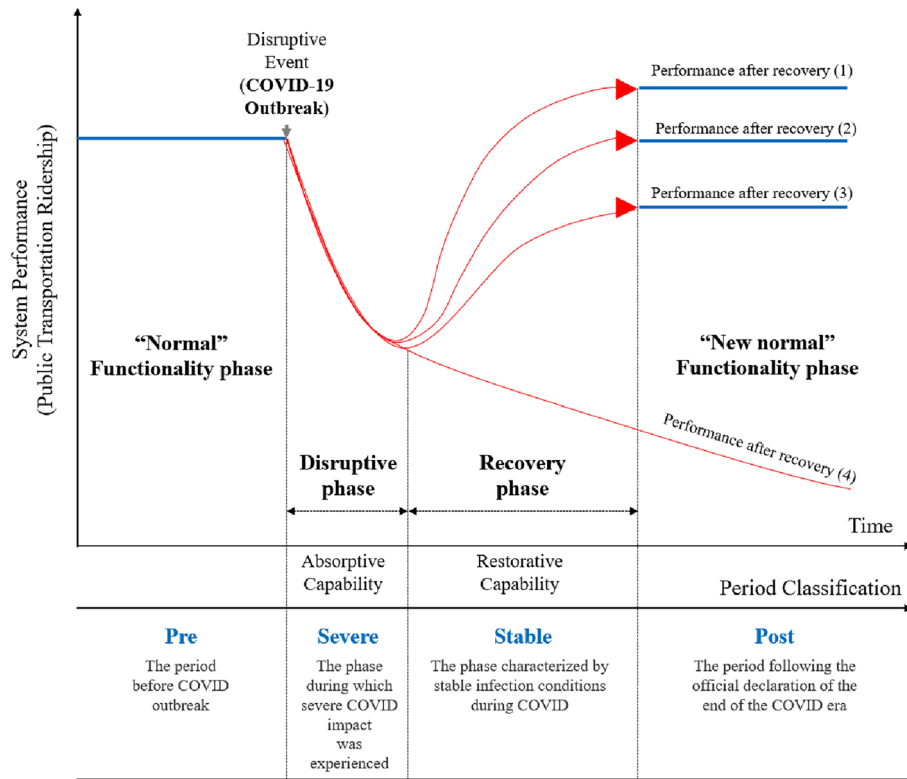 System Performance
(Public Transportation Ridership)
Disruptive
Event
(COVID-19
Outbreak)
Performance after recovery (1)
Performance after recovery (2)
Performance after recovery (3)
“Normal”
Functionality phase
“New normal”
Functionality phase
Performance after recovery (4)
Disruptive
phase
Recovery
phase
Time
Absorptive
Capability
Restorative
Capability
Period Classification
Pre
The period
before COVID
outbreak
Severe
The phase
during which
severe COVID
impact
was
experienced
Stable
The phase characterized by
stable infection conditions
during COVID
Post
The period following the
official declaration of the
end of the COVID era